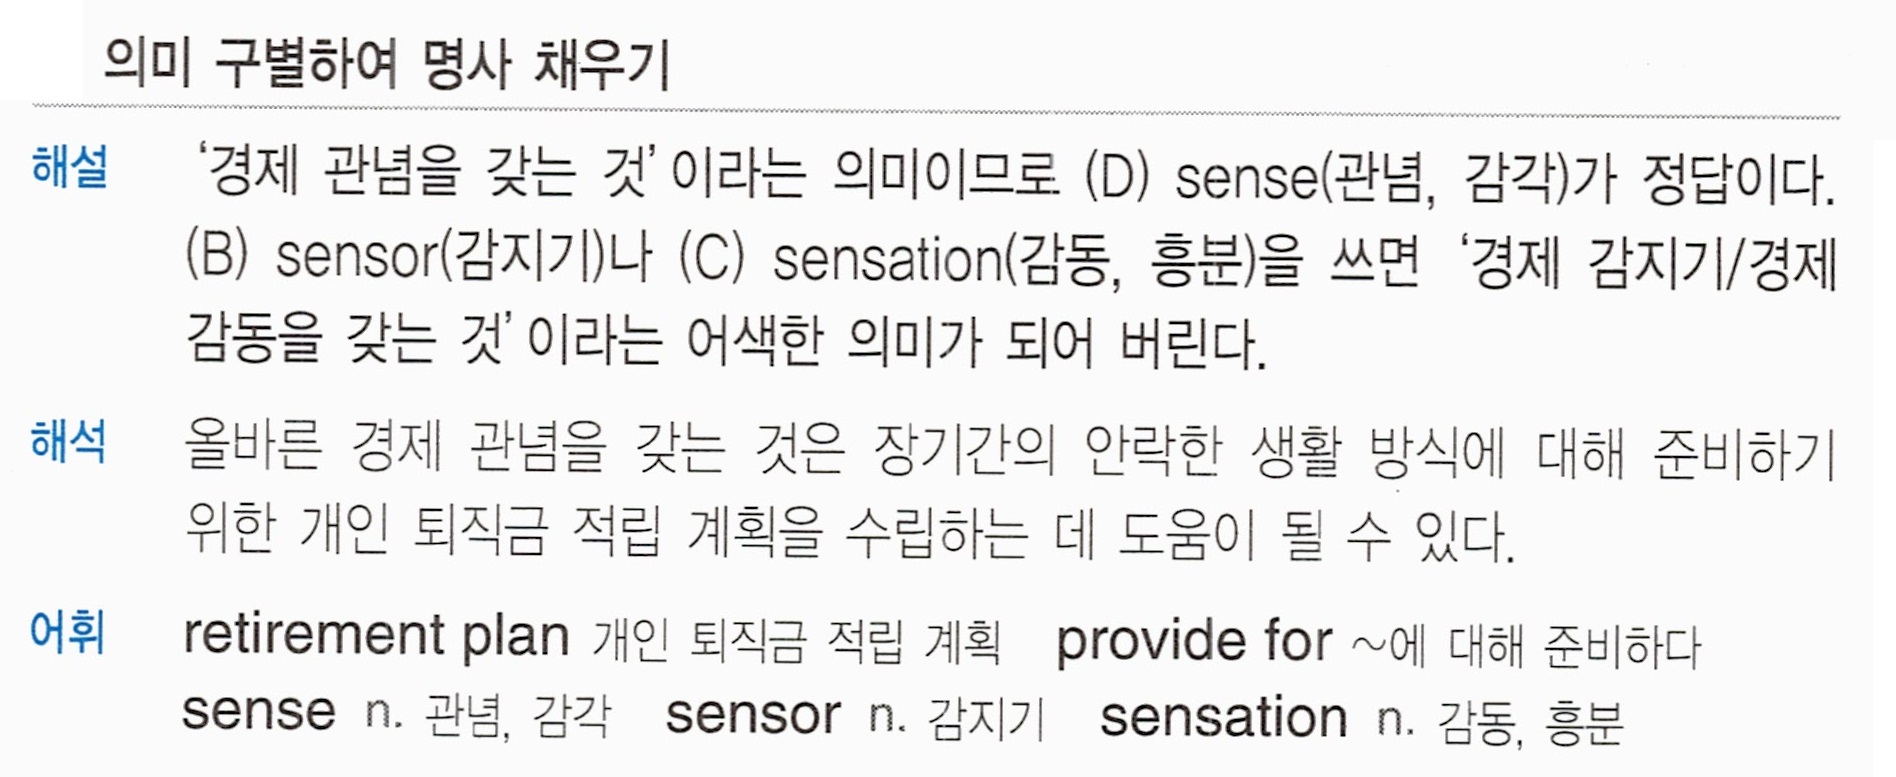 의미 구별하여 명사 채우기
해설 ‘경제 관념을 갖는 것’이라는 의미이므로 (D) sense(관념, 감각)가 정답이다.
(B) sensor(감지기)나 (C) sensation(감동, 흥분)을 쓰면 ‘경제 감지기/경제
감동을 갖는 것’이라는 어색한 의미가 되어 버린다.
해석 올바른 경제 관념을 갖는 것은 장기간의 안락한 생활 방식에 대해 준비하기
위한 개인 퇴직금 적립 계획을 수립하는 데 도움이 될 수 있다.
어휘 retirement plan 개인 퇴직금 적립 계획 provide for ~에 대해 준비하다
sense n. 관념, 감각 sensor n. 감지기 sensation n. 감동, 흥분